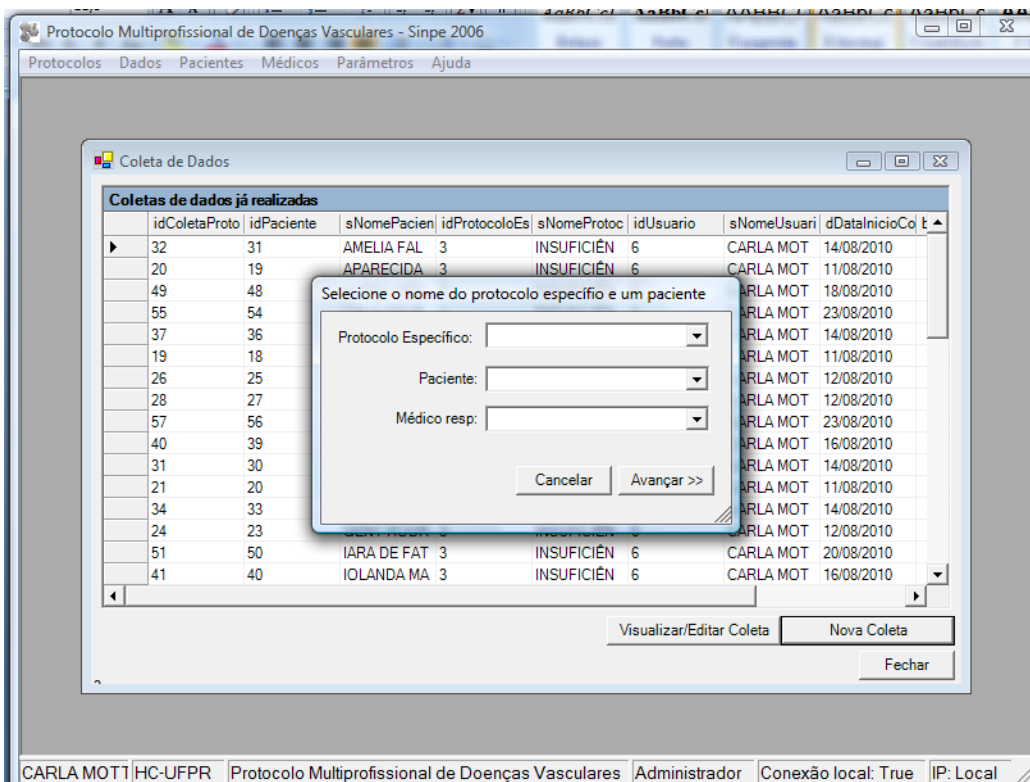 Protocolo Multiprofissional de Doenças Vasculares - Sinpe 2006
Protocolos Dados Pacientes Médicos Parâmetros Ajuda
Coleta de Dados
Coletas de dados já realizadas
idColetaProto idPaciente sNomePacien idProtocoloEs sNomeProtoc idUsuario sNomeUsuari dDataInicioCo
32 31 AMELIA FAL 3 INSUFICIÊN 6 CARLA MOT 14/08/2010
20 19 APARECIDA 3 INSUFICIÊN 6 CARLA MOT 11/08/2010
49 48 ARLA MOT 18/08/2010
55 54 ARLA MOT 23/08/2010
37 36 ARLA MOT 14/08/2010
19 18 ARLA MOT 11/08/2010
26 25 ARLA MOT 12/08/2010
28 27 ARLA MOT 12/08/2010
57 56 ARLA MOT 23/08/2010
40 39 ARLA MOT 16/08/2010
31 30 ARLA MOT 14/08/2010
21 20 ARLA MOT 11/08/2010
34 33 ARLA MOT 14/08/2010
24 23 CARLA MOT 12/08/2010
51 50 IARA DE FAT 3 INSUFICIÊN 6 CARLA MOT 20/08/2010
41 40 IOLANDA MA 3 INSUFICIÊN 6 CARLA MOT 16/08/2010
Selecione o nome do protocolo específio e um paciente
Protocolo Específico:
Paciente:
Médico resp:
Cancelar Avançar >>
Visualizar/Editar Coleta Nova Coleta
Fechar
CARLA MOTT HC-UFPR Protocolo Multiprofissional de Doenças Vasculares Administrador Conexão local: True IP: Local